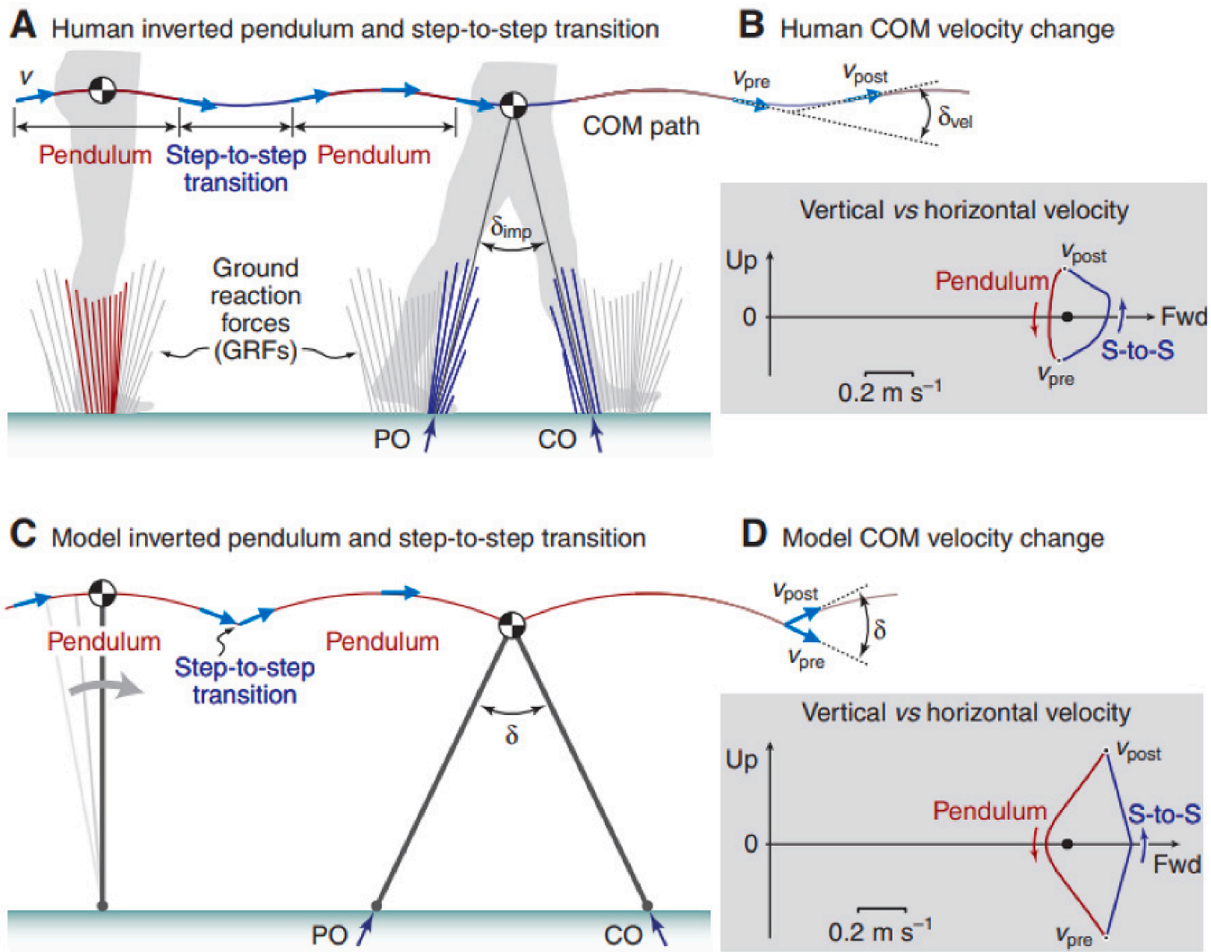 A Human inverted pendulum and step-to-step transition
v
Pendulum
Step-to-step
transition
Pendulum
COM path
δimp
Ground
reaction
forces
(GRFs)
PO
CO
B Human COM velocity change
vpre
vpost
δvel
Vertical vs horizontal velocity
Up
vpost
Pendulum
0
Fwd
S-to-S
vpre
0.2 m s–1
C Model inverted pendulum and step-to-step transition
Pendulum
Step-to-step
transition
Pendulum
δ
PO
CO
D Model COM velocity change
vpost
δ
vpre
Vertical vs horizontal velocity
Up
vpost
Pendulum
S-to-S
0
Fwd
0.2 m s–1
vpre